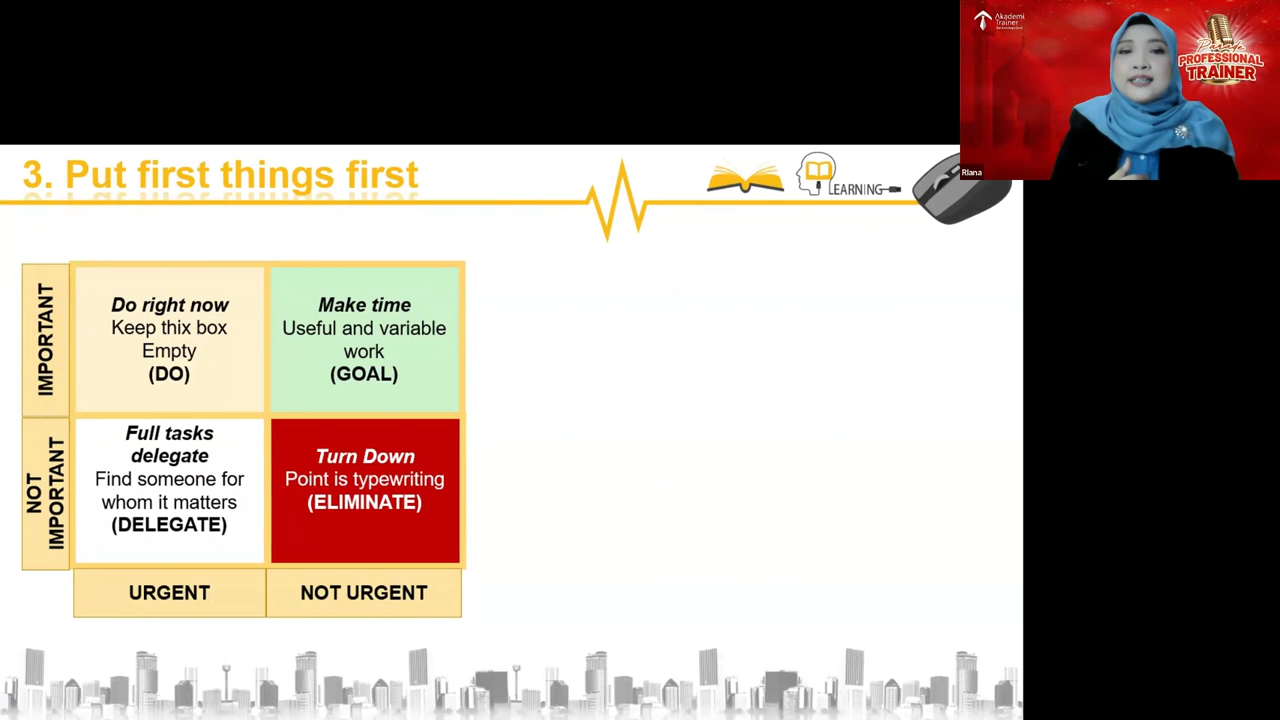 Akademi
Trainer
Parade
PROFESSIONAL
TRAINER
Riana
3. Put first things first
LEARNING
IMPORTANT
Do right now
Keep thix box
Empty
(DO)
Make time
Useful and variable
work
(GOAL)
NOT
IMPORTANT
Full tasks
delegate
Find someone for
whom it matters
(DELEGATE)
Turn Down
Point is typewriting
(ELIMINATE)
URGENT
NOT URGENT